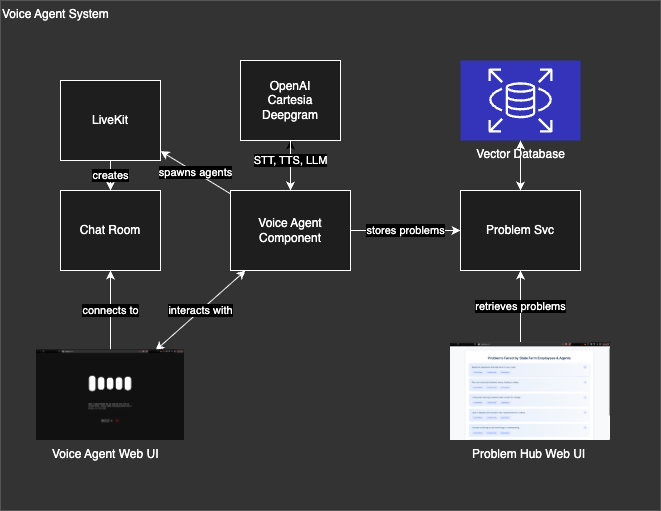 Voice Agent System
LiveKit
OpenAI
Cartesia
Deepgram
Vector Database
creates
spawns agents
STT, TTS, LLM
Chat Room
Voice Agent
Component
stores problems
Problem Svc
connects to
interacts with
retrieves problems
Problems Faced by State Farm Employees & Agents
Voice Agent Web UI
Problem Hub Web UI